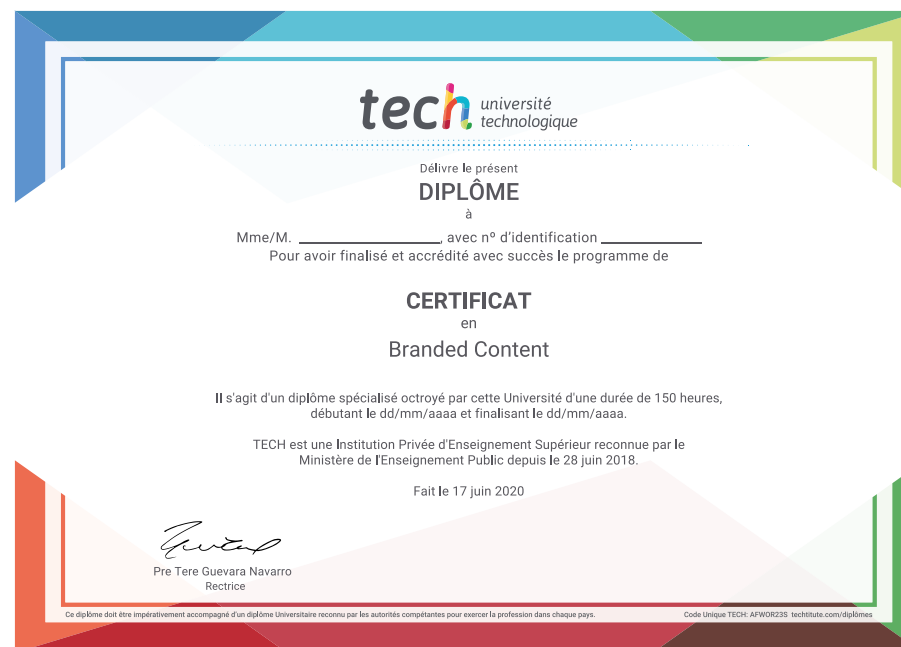 tech université
technologique
Délivre le présent
DIPLÔME
à
Mme/M. ____________________, avec nº d'identification ______________
Pour avoir finalisé et accrédité avec succès le programme de
CERTIFICAT
en
Branded Content
Il s'agit d'un diplôme spécialisé octroyé par cette Université d'une durée de 150 heures,
débutant le dd/mm/aaaa et finalisant le dd/mm/aaaa.
TECH est une Institution Privée d'Enseignement Supérieur reconnue par le
Ministère de l'Enseignement Public depuis le 28 juin 2018.
Fait le 17 juin 2020
Pre Tere Guevara Navarro
Rectrice
Ce diplôme doit être impérativement accompagné d'un diplôme Universitaire reconnu par les autorités compétantes pour exercer la profession dans chaque pays.
Code Unique TECH: AFWOR23S techtitute.com/diplômes